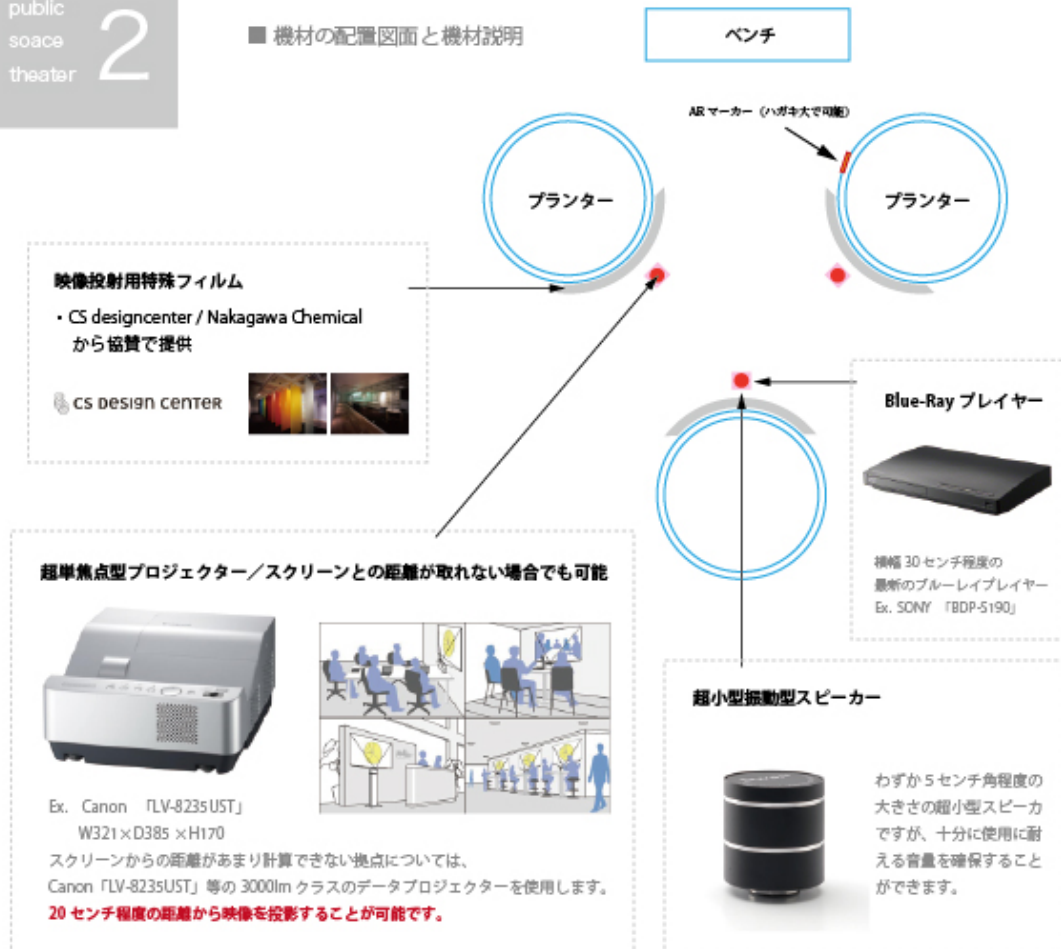 public
soace
theater
2
■ 機材の配置図面と機材説明
ベンチ
AR マーカー（ハガキ大で可能）
プランター
プランター
映像投射用特殊フィルム
・CS designcenter / Nakagawa Chemical
から協賛で提供
CS DESIGN CENTER
Blue-Ray プレイヤー
横幅 30 センチ程度の
最新のブルーレイプレイヤー
Ex. SONY 「BDP-S190」
超単焦点型プロジェクター／スクリーンとの距離が取れない場合でも可能
Ex. Canon 「LV-8235UST」
W321×D385 ×H170
スクリーンからの距離があまり計算できない拠点については、
Canon「LV-8235UST」等の 3000lm クラスのデータプロジェクターを使用します。
20 センチ程度の距離から映像を投影することが可能です。
超小型振動型スピーカー
わずか 5 センチ角程度の
大きさの超小型スピーカ
ですが、十分に使用に耐
える音量を確保すること
ができます。